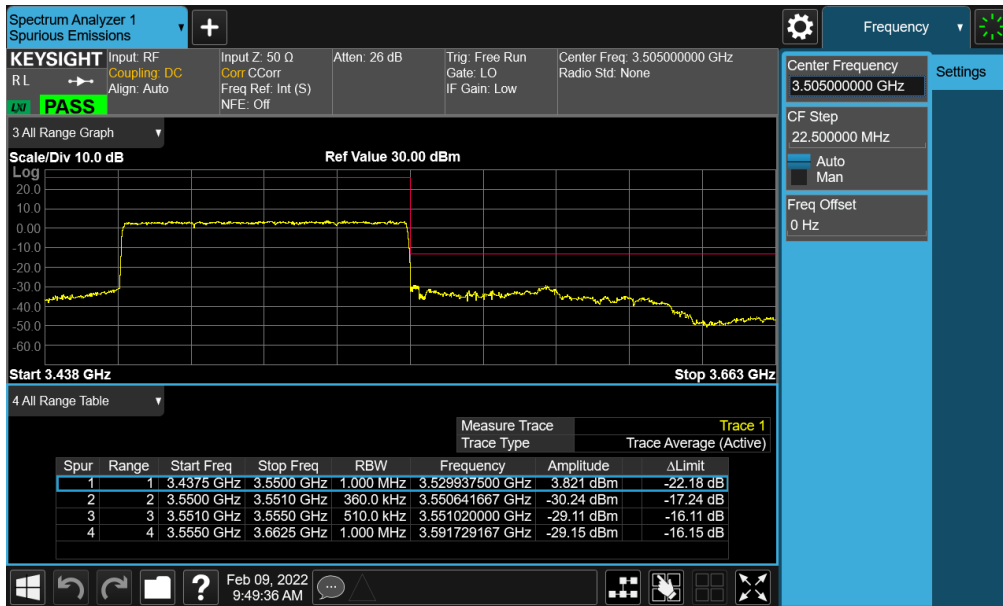 Spectrum Analyzer 1
Spurious Emissions
+
Frequency
KEYSIGHT
R L
LXI
PASS
Input: RF
Coupling: DC
Align: Auto
Input Z: 50 Ω
Corr CCorr
Freq Ref: Int (S)
NFE: Off
Atten: 26 dB
Trig: Free Run
Gate: LO
IF Gain: Low
Center Freq: 3.505000000 GHz
Radio Std: None
Center Frequency
3.505000000 GHz
Settings
CF Step
22.500000 MHz
Auto
Man
Freq Offset
0 Hz
3 All Range Graph
Scale/Div 10.0 dB
Ref Value 30.00 dBm
Log
20.0
10.0
0.00
-10.0
-20.0
-30.0
-40.0
-50.0
-60.0
Start 3.438 GHz
Stop 3.663 GHz
4 All Range Table
Measure Trace Trace 1
Trace Type Trace Average (Active)
Spur Range Start Freq Stop Freq RBW Frequency Amplitude ΔLimit
1 1 3.4375 GHz 3.5500 GHz 1.000 MHz 3.529937500 GHz 3.821 dBm -22.18 dB
2 2 3.5500 GHz 3.5510 GHz 360.0 kHz 3.550641667 GHz -30.24 dBm -17.24 dB
3 3 3.5510 GHz 3.5550 GHz 510.0 kHz 3.551020000 GHz -29.11 dBm -16.11 dB
4 4 3.5550 GHz 3.6625 GHz 1.000 MHz 3.591729167 GHz -29.15 dBm -16.15 dB
?
Feb 09, 2022
9:49:36 AM